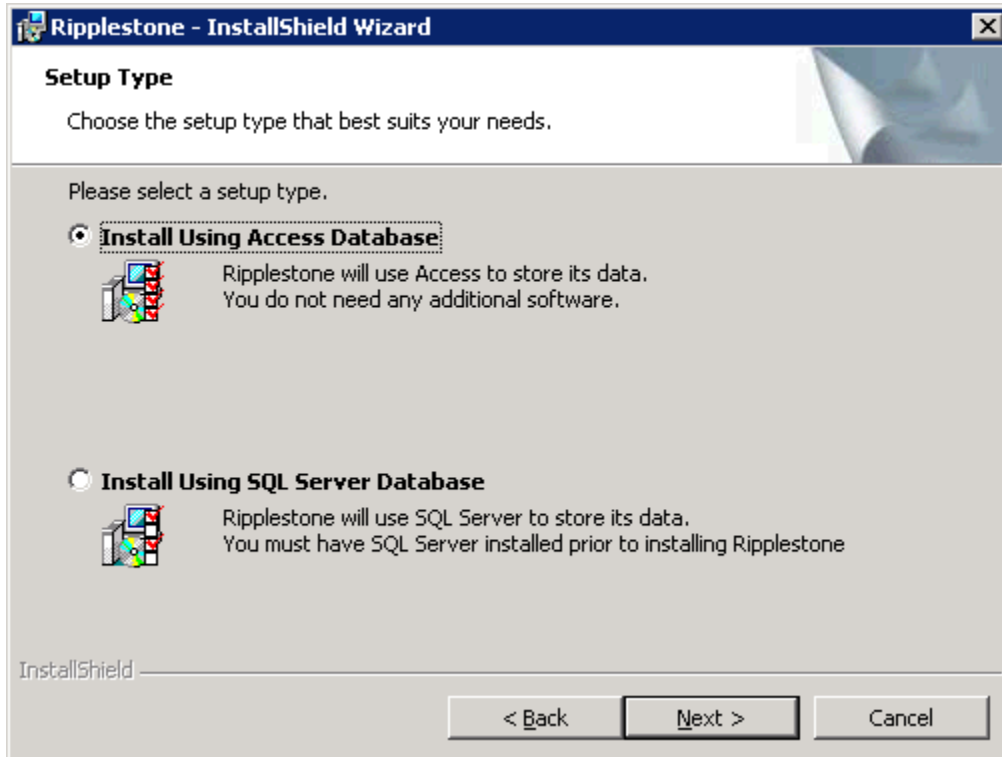 Ripplestone - InstallShield Wizard
Setup Type
Choose the setup type that best suits your needs.
Please select a setup type.
Install Using Access Database
Ripplestone will use Access to store its data.
You do not need any additional software.
Install Using SQL Server Database
Ripplestone will use SQL Server to store its data.
You must have SQL Server installed prior to installing Ripplestone
InstallShield
< Back
Next >
Cancel